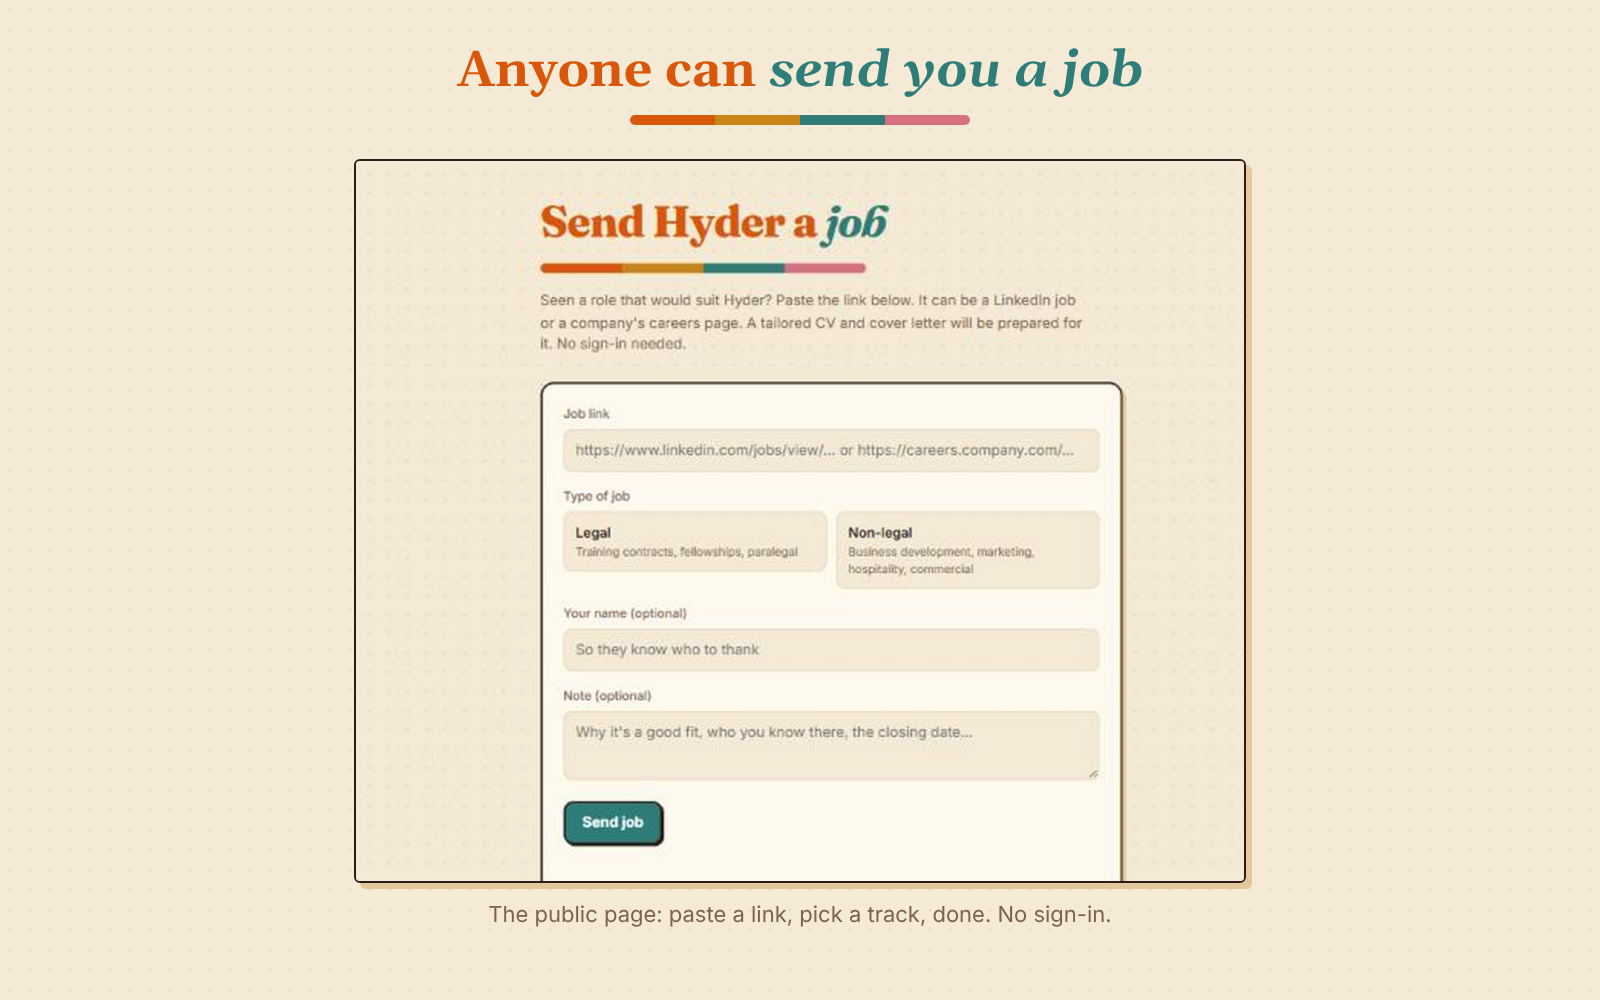 Anyone can send you a job
Send Hyder a job
Seen a role that would suit Hyder? Paste the link below. It can be a LinkedIn job
or a company's careers page. A tailored CV and cover letter will be prepared for
it. No sign-in needed.
Job link
https://www.linkedin.com/jobs/view/... or https://careers.company.com/...
Type of job
Legal
Training contracts, fellowships, paralegal
Non-legal
Business development, marketing,
hospitality, commercial
Your name (optional)
So they know who to thank
Note (optional)
Why it's a good fit, who you know there, the closing date...
Send job
The public page: paste a link, pick a track, done. No sign-in.